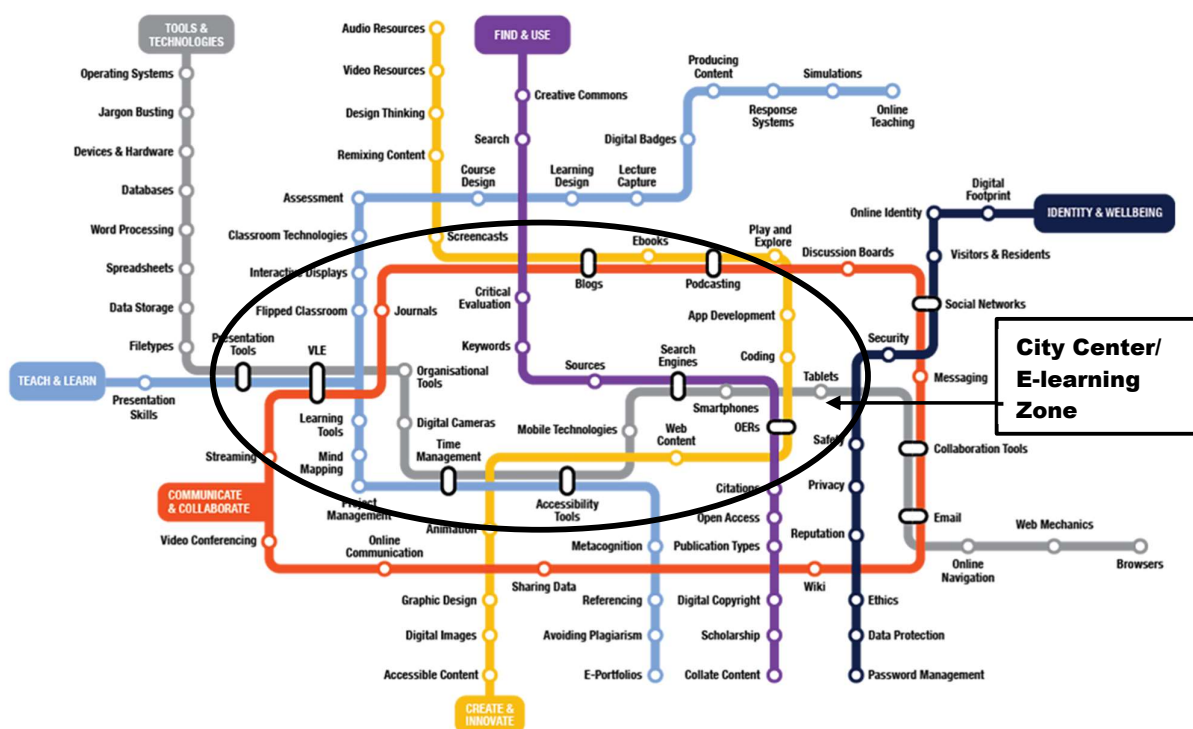 TOOLS &
TECHNOLOGIES
Operating Systems
Jargon Busting
Devices & Hardware
Databases
Word Processing
Spreadsheets
Data Storage
Filetypes
Presentation
Tools
VLE
TEACH & LEARN
Presentation
Skills
Audio Resources
Video Resources
Design Thinking
Remixing Content
Screencasts
FIND & USE
Creative Commons
Search
Critical
Evaluation
Keywords
Sources
Search
Engines
Assessment
Classroom Technologies
Interactive Displays
Flipped Classroom
Journals
Course
Design
Learning
Design
Lecture
Capture
Digital Badges
Producing
Content
Response
Systems
Simulations
Online
Teaching
Blogs
Ebooks
Podcasting
Play and
Explore
Discussion Boards
App Development
Coding
Online Identity
Digital
Footprint
IDENTITY & WELLBEING
Visitors & Residents
Social Networks
Security
Messaging
City Center/
E-learning
Zone
Organisational
Tools
Digital Cameras
Time
Management
Mobile Technologies
Smartphones
Tablets
OERs
Web
Content
Accessibility
Tools
Learning
Tools
Mind
Mapping
Project
Management
Streaming
COMMUNICATE
& COLLABORATE
Video Conferencing
Online
Communication
Sharing Data
Animation
Graphic Design
Digital Images
Accessible Content
CREATE &
INNOVATE
Metacognition
Referencing
Avoiding Plagiarism
E-Portfolios
Citations
Open Access
Publication Types
Digital Copyright
Scholarship
Collate Content
Safety
Privacy
Reputation
Wiki
Ethics
Data Protection
Password Management
Collaboration Tools
Email
Online
Navigation
Web Mechanics
Browsers